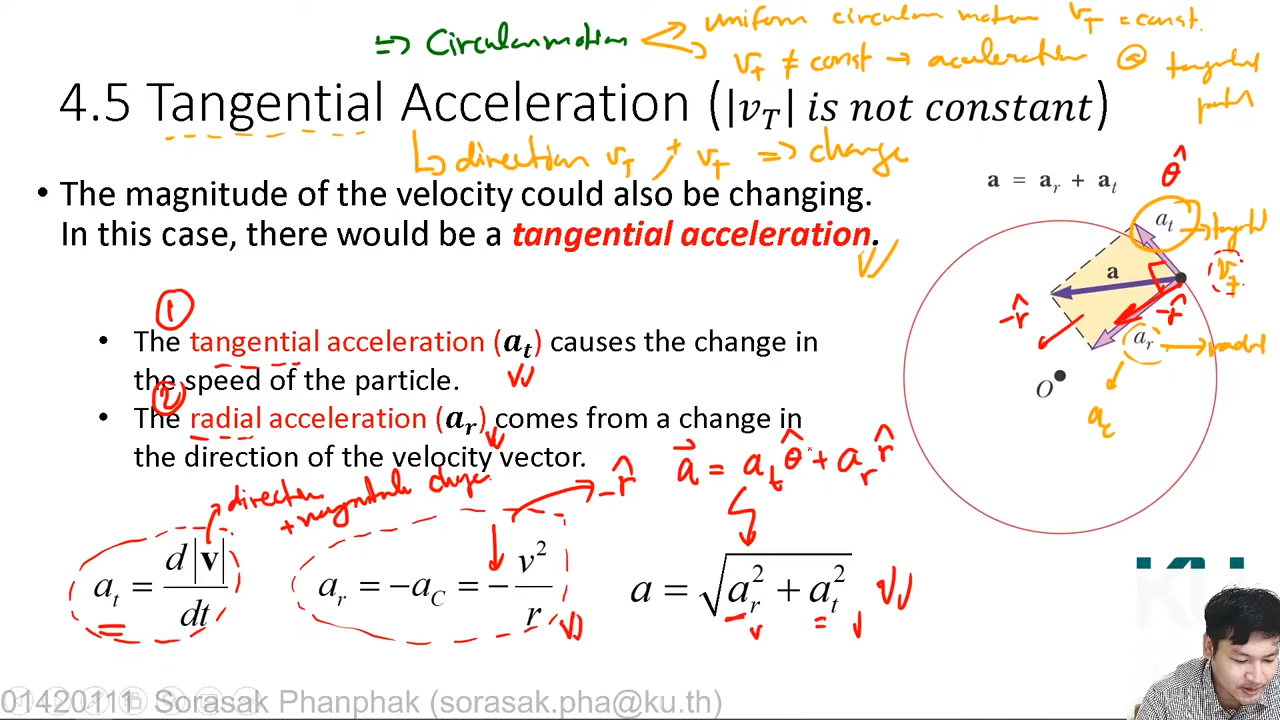 => Circular motion
uniform circular motion v_T = const.
v_T ≠ const → acceleration @ tangential
4.5 Tangential Acceleration (|v_T| is not constant)
direction v_T + v_T => change
• The magnitude of the velocity could also be changing.
In this case, there would be a tangential acceleration.
a = a_r + a_t
θ̂
a_t
a
v_T
-r̂
-r̂
a_r
a_c
O
1
• The tangential acceleration (a_t) causes the change in
the speed of the particle.
2
• The radial acceleration (a_r) comes from a change in
the direction of the velocity vector.
a⃗ = a_t θ̂ + a_r r̂
direction
+ magnitude change
-r̂
a_t = d|v|/dt
a_r = -a_C = - v²/r
a = √(a_r² + a_t²)
KU
01420111 Sorasak Phanphak (sorasak.pha@ku.th)